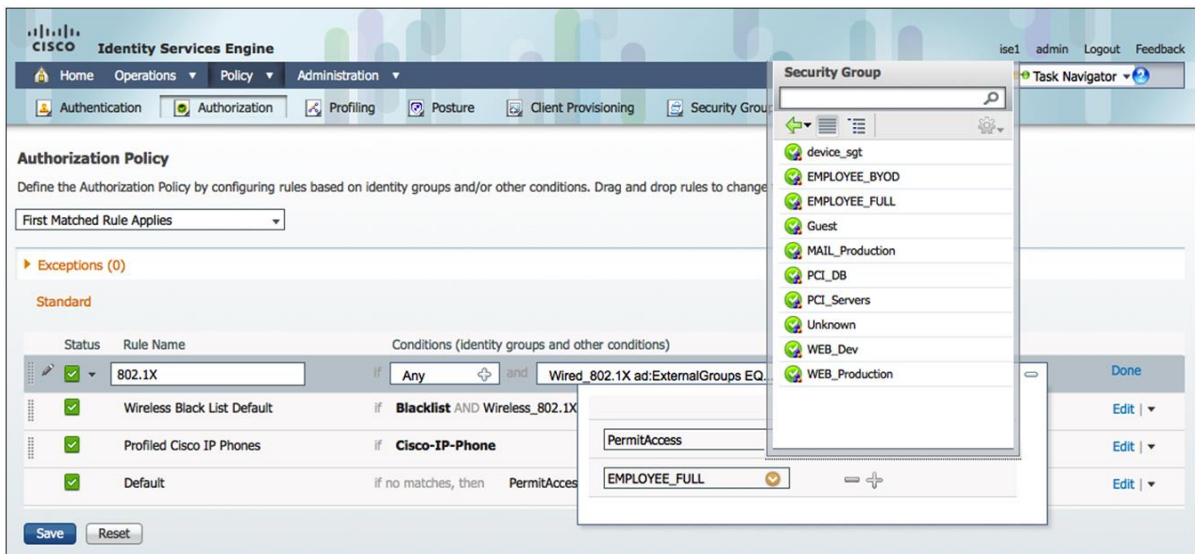 CISCO Identity Services Engine
ise1 admin Logout Feedback
Home Operations Policy Administration
Task Navigator
Authentication Authorization Profiling Posture Client Provisioning Security
Authorization Policy
Define the Authorization Policy by configuring rules based on identity groups and/or other conditions. Drag and drop rules to change
First Matched Rule Applies
Exceptions (0)
Standard
Status Rule Name Conditions (identity groups and other conditions)
802.1X if Any and Wired_802.1X ad:ExternalGroups EQ... Done
Wireless Black List Default if Blacklist AND Wireless_802.1X Edit |
Profiled Cisco IP Phones if Cisco-IP-Phone Edit |
Default if no matches, then PermitAcces Edit |
Save Reset
PermitAccess
EMPLOYEE_FULL
Security Group
device_sgt
EMPLOYEE_BYOD
EMPLOYEE_FULL
Guest
MAIL_Production
PCI_DB
PCI_Servers
Unknown
WEB_Dev
WEB_Production